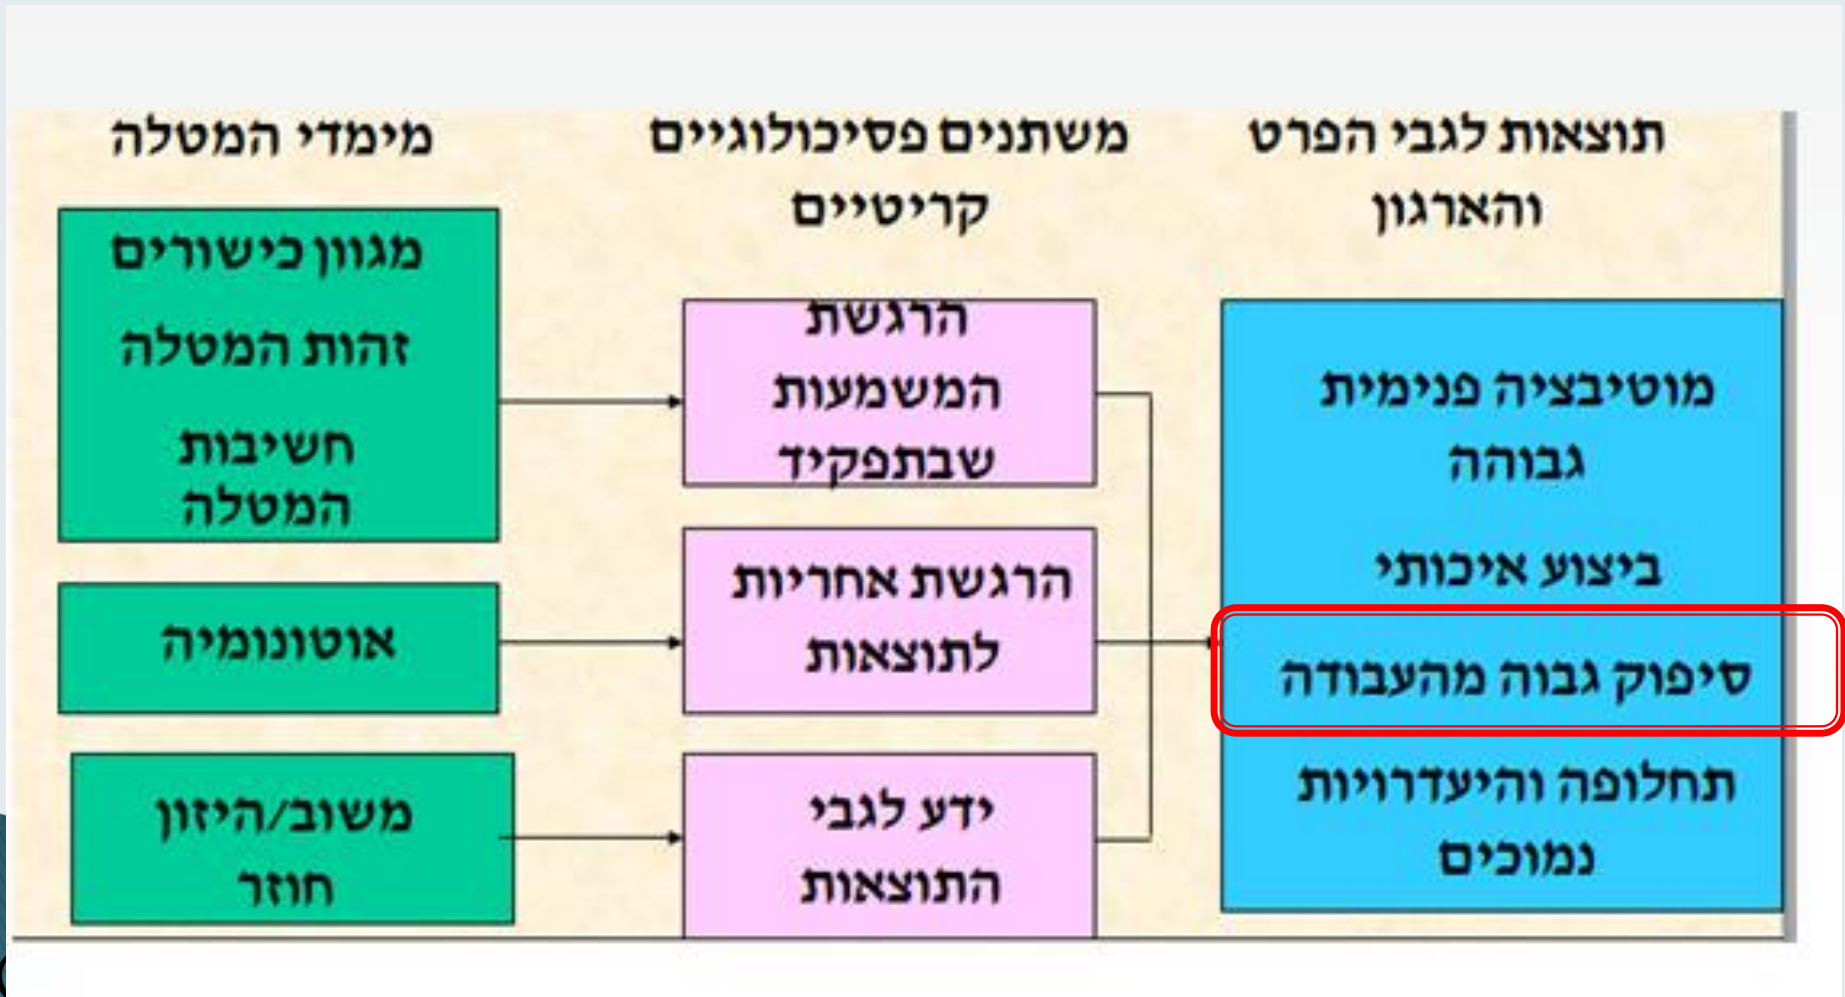 מימדי המטלה
מגוון כישורים
זהות המטלה
חשיבות
המטלה
אוטונומיה
משוב/היזון
חוזר
משתנים פסיכולוגיים
קריטיים
הרגשת
המשמעות
שבתפקיד
הרגשת אחריות
לתוצאות
ידע לגבי
התוצאות
תוצאות לגבי הפרט
והארגון
מוטיבציה פנימית
גבוהה
ביצוע איכותי
סיפוק גבוה מהעבודה
תחלופה והיעדרויות
נמוכים